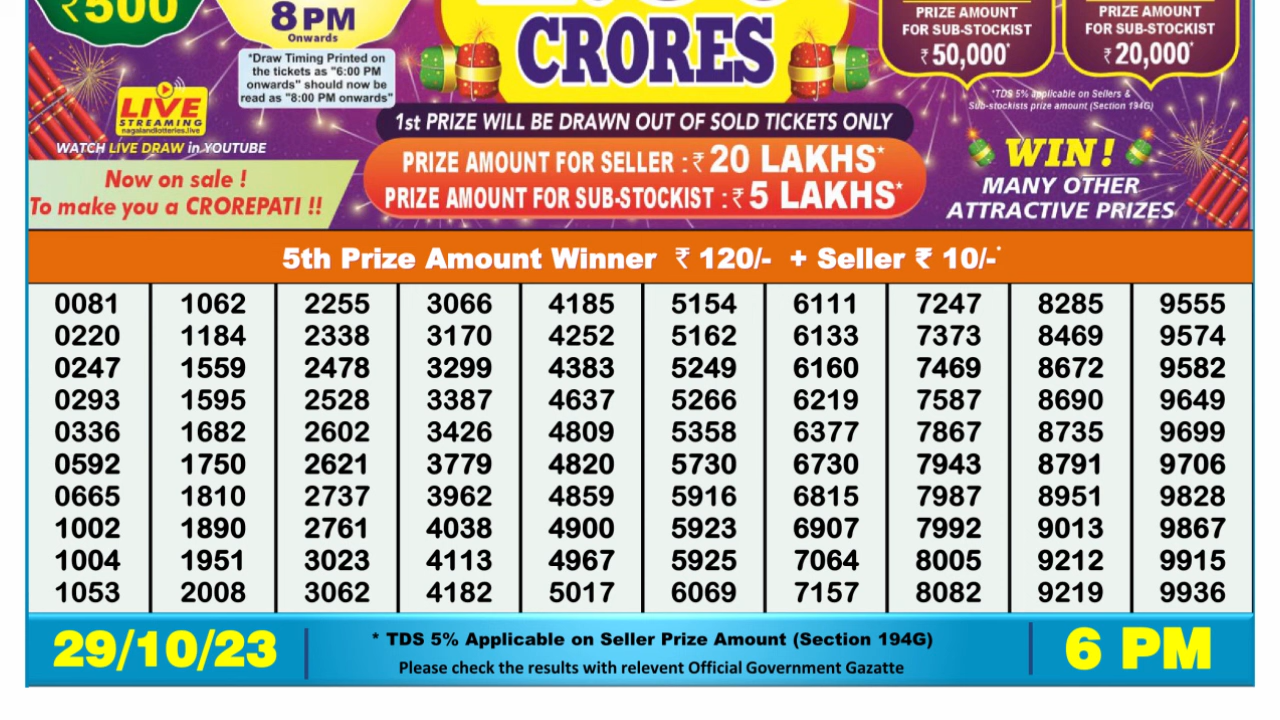 ₹500
8 PM
Onwards
*Draw Timing Printed on
the tickets as "6:00 PM
onwards" should now be
read as "8:00 PM onwards"
LIVE
STREAMING
nagalandlotteries.live
WATCH LIVE DRAW in YOUTUBE
Now on sale !
To make you a CROREPATI !!
CRORES
1st PRIZE WILL BE DRAWN OUT OF SOLD TICKETS ONLY
PRIZE AMOUNT FOR SELLER : ₹ 20 LAKHS*
PRIZE AMOUNT FOR SUB-STOCKIST : ₹ 5 LAKHS*
PRIZE AMOUNT
FOR SUB-STOCKIST
₹ 50,000*
PRIZE AMOUNT
FOR SUB-STOCKIST
₹ 20,000*
*TDS 5% applicable on Sellers &
Sub-stockists prize amount (Section 194G)
WIN !
MANY OTHER
ATTRACTIVE PRIZES
5th Prize Amount Winner ₹ 120/- + Seller ₹ 10/-*
0081 1062 2255 3066 4185 5154 6111 7247 8285 9555
0220 1184 2338 3170 4252 5162 6133 7373 8469 9574
0247 1559 2478 3299 4383 5249 6160 7469 8672 9582
0293 1595 2528 3387 4637 5266 6219 7587 8690 9649
0336 1682 2602 3426 4809 5358 6377 7867 8735 9699
0592 1750 2621 3779 4820 5730 6730 7943 8791 9706
0665 1810 2737 3962 4859 5916 6815 7987 8951 9828
1002 1890 2761 4038 4900 5923 6907 7992 9013 9867
1004 1951 3023 4113 4967 5925 7064 8005 9212 9915
1053 2008 3062 4182 5017 6069 7157 8082 9219 9936
29/10/23
* TDS 5% Applicable on Seller Prize Amount (Section 194G)
Please check the results with relevent Official Government Gazatte
6 PM